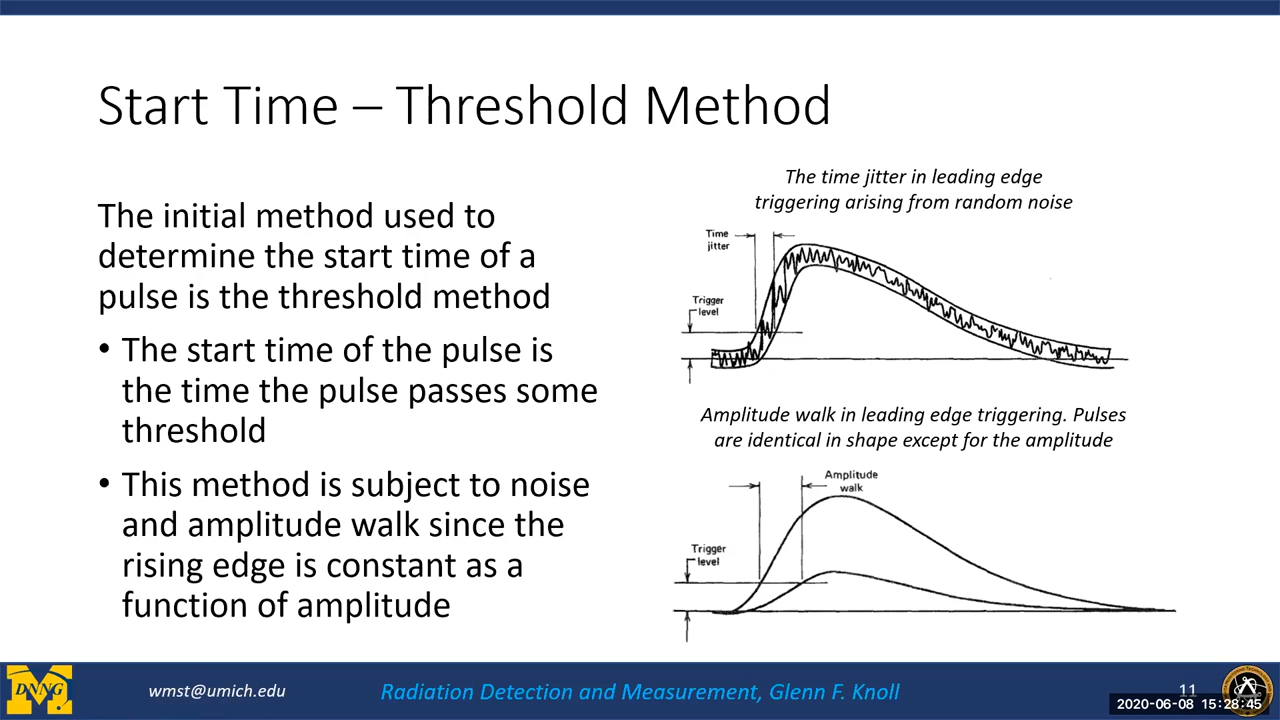 Start Time – Threshold Method
The initial method used to
determine the start time of a
pulse is the threshold method
• The start time of the pulse is
the time the pulse passes some
threshold
• This method is subject to noise
and amplitude walk since the
rising edge is constant as a
function of amplitude
The time jitter in leading edge
triggering arising from random noise
Time
jitter
Trigger
level
Amplitude walk in leading edge triggering. Pulses
are identical in shape except for the amplitude
Amplitude
walk
Trigger
level
DNNG
wmst@umich.edu
Radiation Detection and Measurement, Glenn F. Knoll
11
2020-06-08 15:28:45